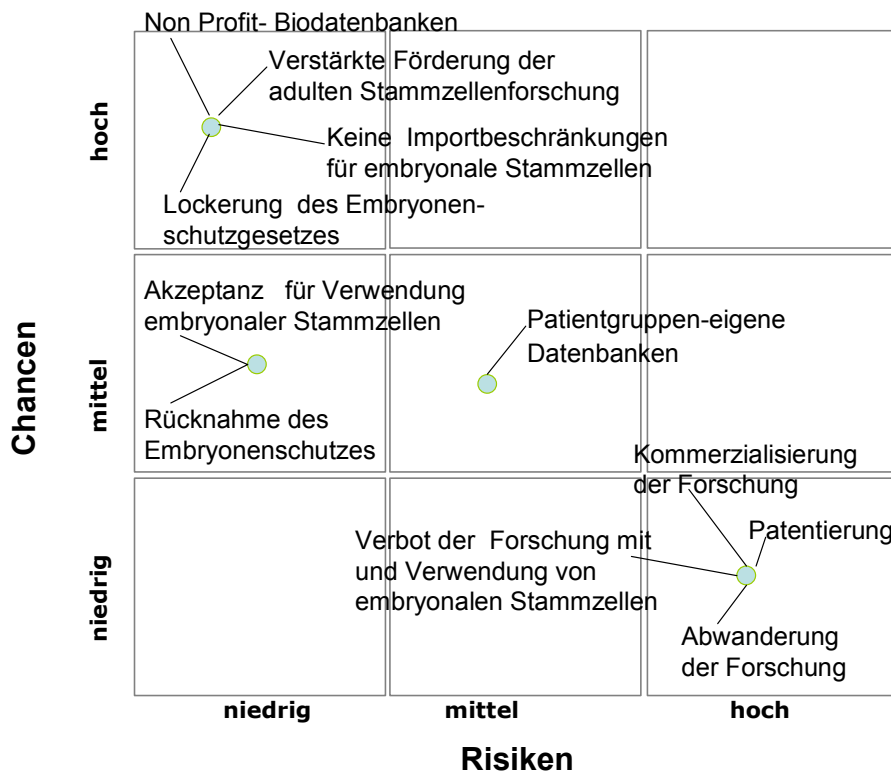 Non Profit- Biodatenbanken
Verstärkte Förderung der
adulten Stammzellenforschung
Keine Importbeschränkungen
für embryonale Stammzellen
Lockerung des Embryonen-
schutzgesetzes
hoch
Akzeptanz für Verwendung
embryonaler Stammzellen
Patientgruppen-eigene
Datenbanken
Rücknahme des
Embryonenschutzes
mittel
Chancen
Kommerzialisierung
der Forschung
Patentierung
Verbot der Forschung mit
und Verwendung von
embryonalen Stammzellen
Abwanderung
der Forschung
niedrig
niedrig
mittel
hoch
Risiken